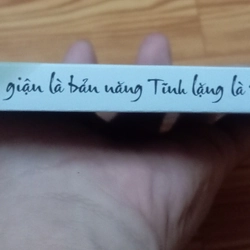 giận là bản năng Tĩnh lặng là